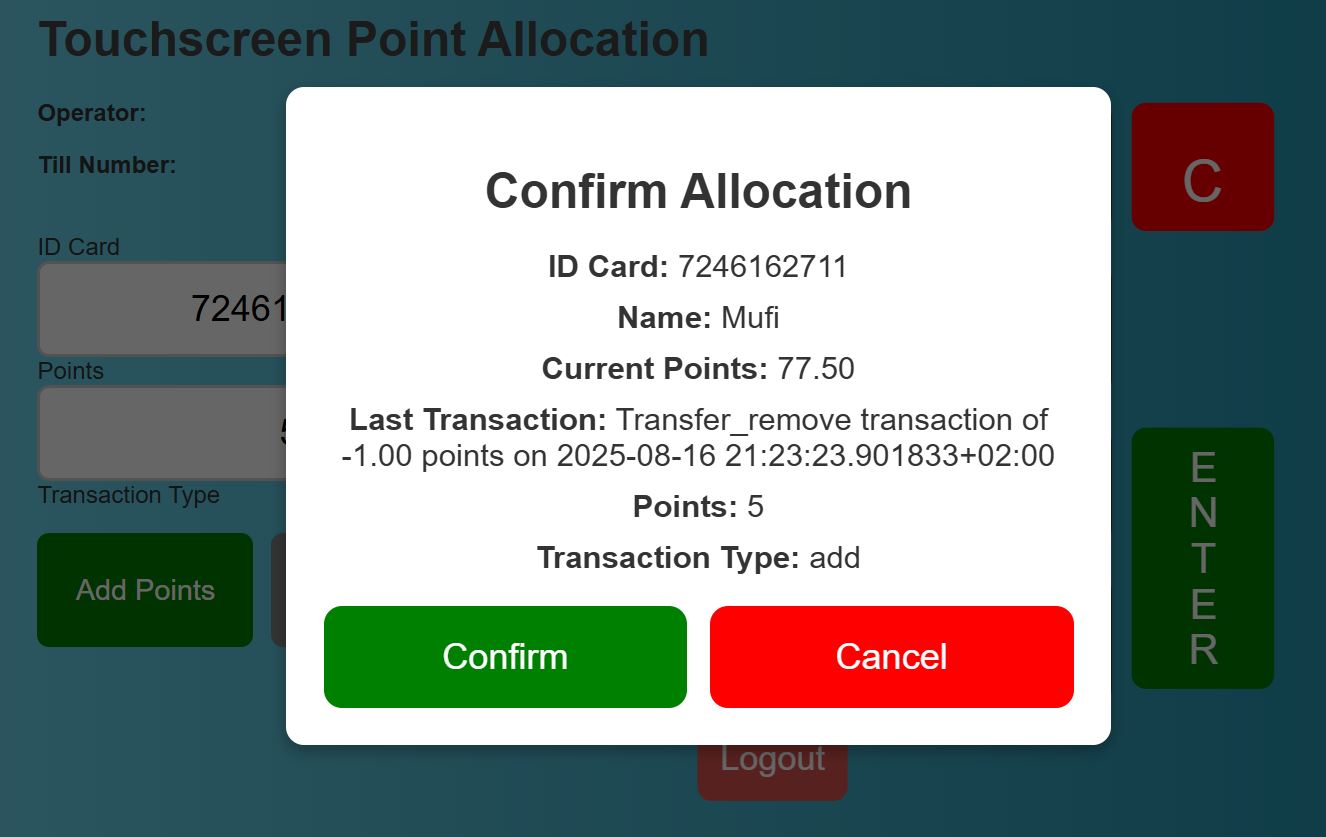 Touchscreen Point Allocation
Operator:
Till Number:
ID Card
72461
Points
Transaction Type
Add Points
Confirm Allocation
ID Card: 7246162711
Name: Mufi
Current Points: 77.50
Last Transaction: Transfer_remove transaction of
-1.00 points on 2025-08-16 21:23:23.901833+02:00
Points: 5
Transaction Type: add
Confirm
Cancel
C
E
N
T
E
R
Logout